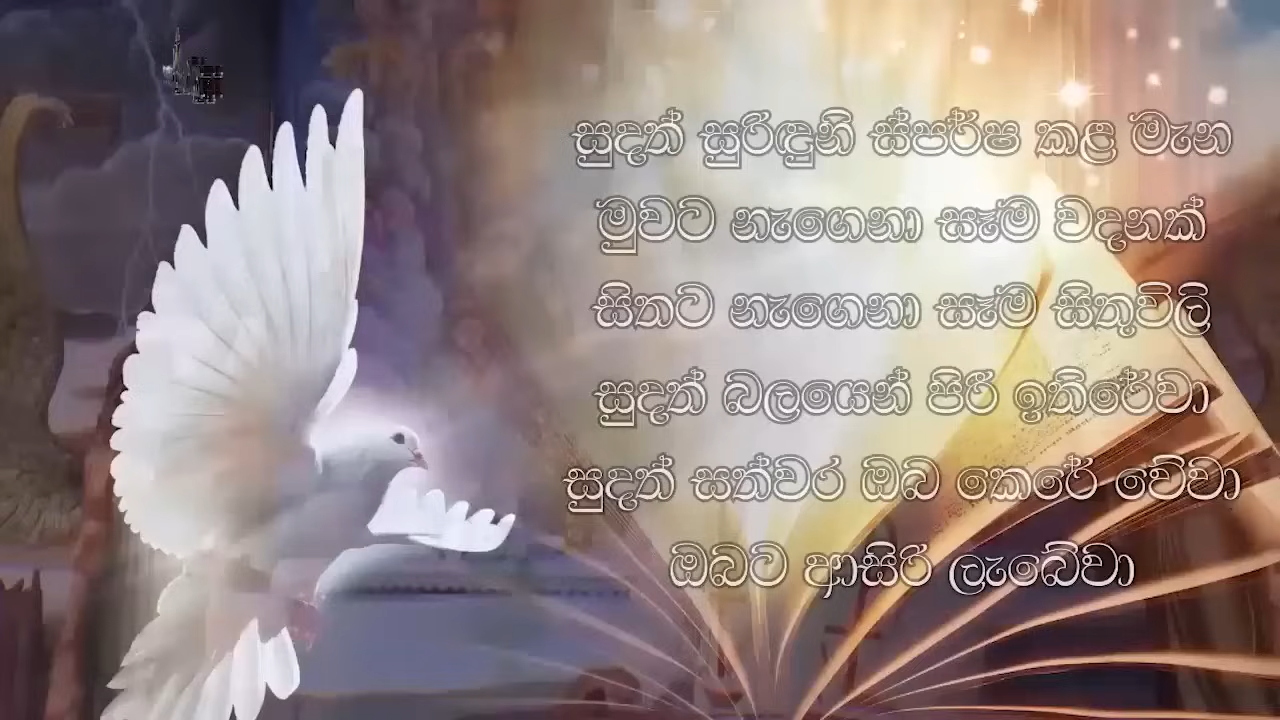 සුදත් සුරිඳුනි ස්පර්ෂ කළ මැන
මුවට නැගෙනා සෑම වදනක්
සිතට නැගෙනා සෑම සිතූවිලි
සුදත් බලයෙන් පිරී ඉතිරේවා
සුදත් සත්වර ඔබ කෙරේ වේවා
ඔබට ආසිරි ලැබේවා